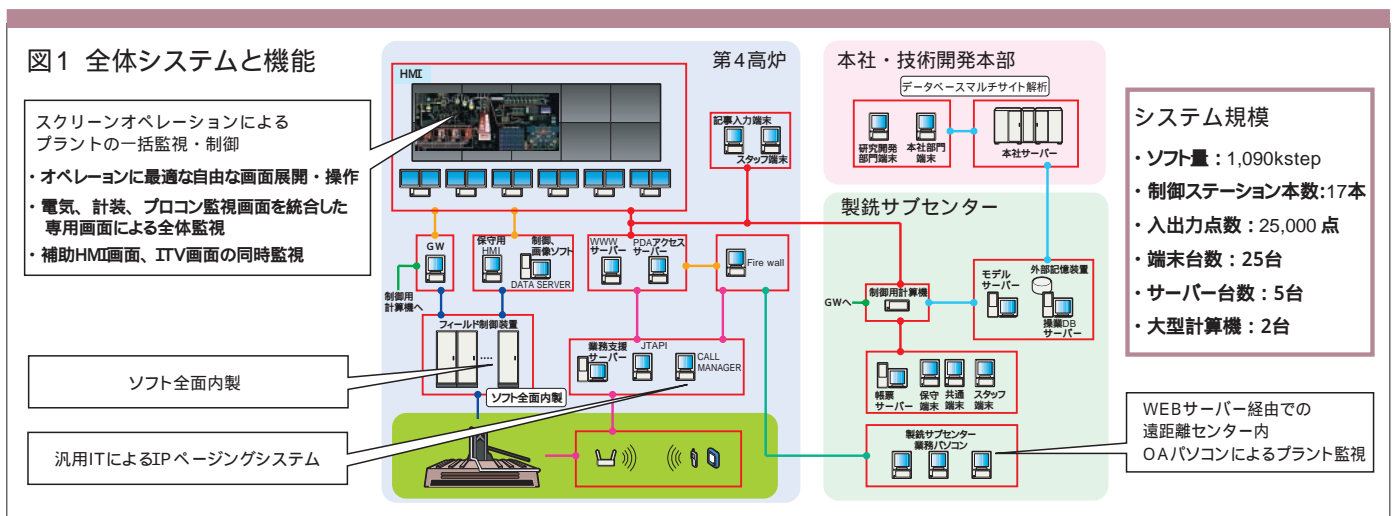 図1 全体システムと機能
スクリーンオペレーションによる
プラントの一括監視・制御
・オペレーョンに最適な自由な画面展開・操作
・電気、計装、プロコン監視画面を統合した
専用画面による全体監視
・補助HMI画面、ITV画面の同時監視
ソフト全面内製
汎用ITによるIPページングシステム
第4高炉
HMI
記事入力端末
スタッフ端末
GW
保守用
HMI
制御、
画像ソフト
DATA SERVER
WWW
サーバー
PDAアクセス
サーバー
Fire wall
制御用
計算機へ
フィールド制御装置
ソフト全面内製
業務支援
サーバー
JTAPI
CALL
MANAGER
本社・技術開発本部
データベースマルチサイト解析
研究開発
部門端末
本社部門
端末
本社サーバー
製銑サブセンター
GWへ
制御用計算機
モデル
サーバー
外部記憶装置
操業DB
サーバー
帳票
サーバー
保守
端末
共通
端末
スタッフ
端末
製銑サブセンター
業務パソコン
システム規模
・ソフト量：1,090kstep
・制御ステーション本数:17本
・入出力点数：25,000 点
・端末台数：25台
・サーバー台数：5台
・大型計算機：2台
WEBサーバー経由での
遠距離センター内
OAパソコンによるプラント監視